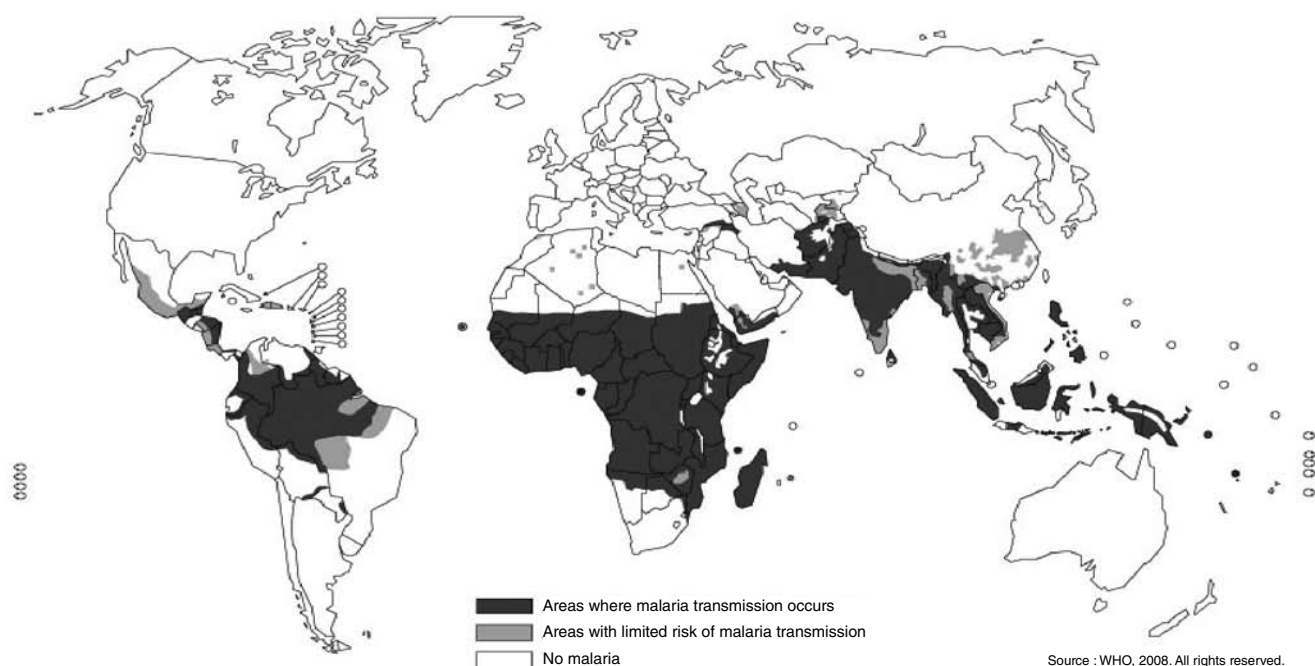 Areas where malaria transmission occurs
Areas with limited risk of malaria transmission
No malaria
Source : WHO, 2008. All rights reserved.